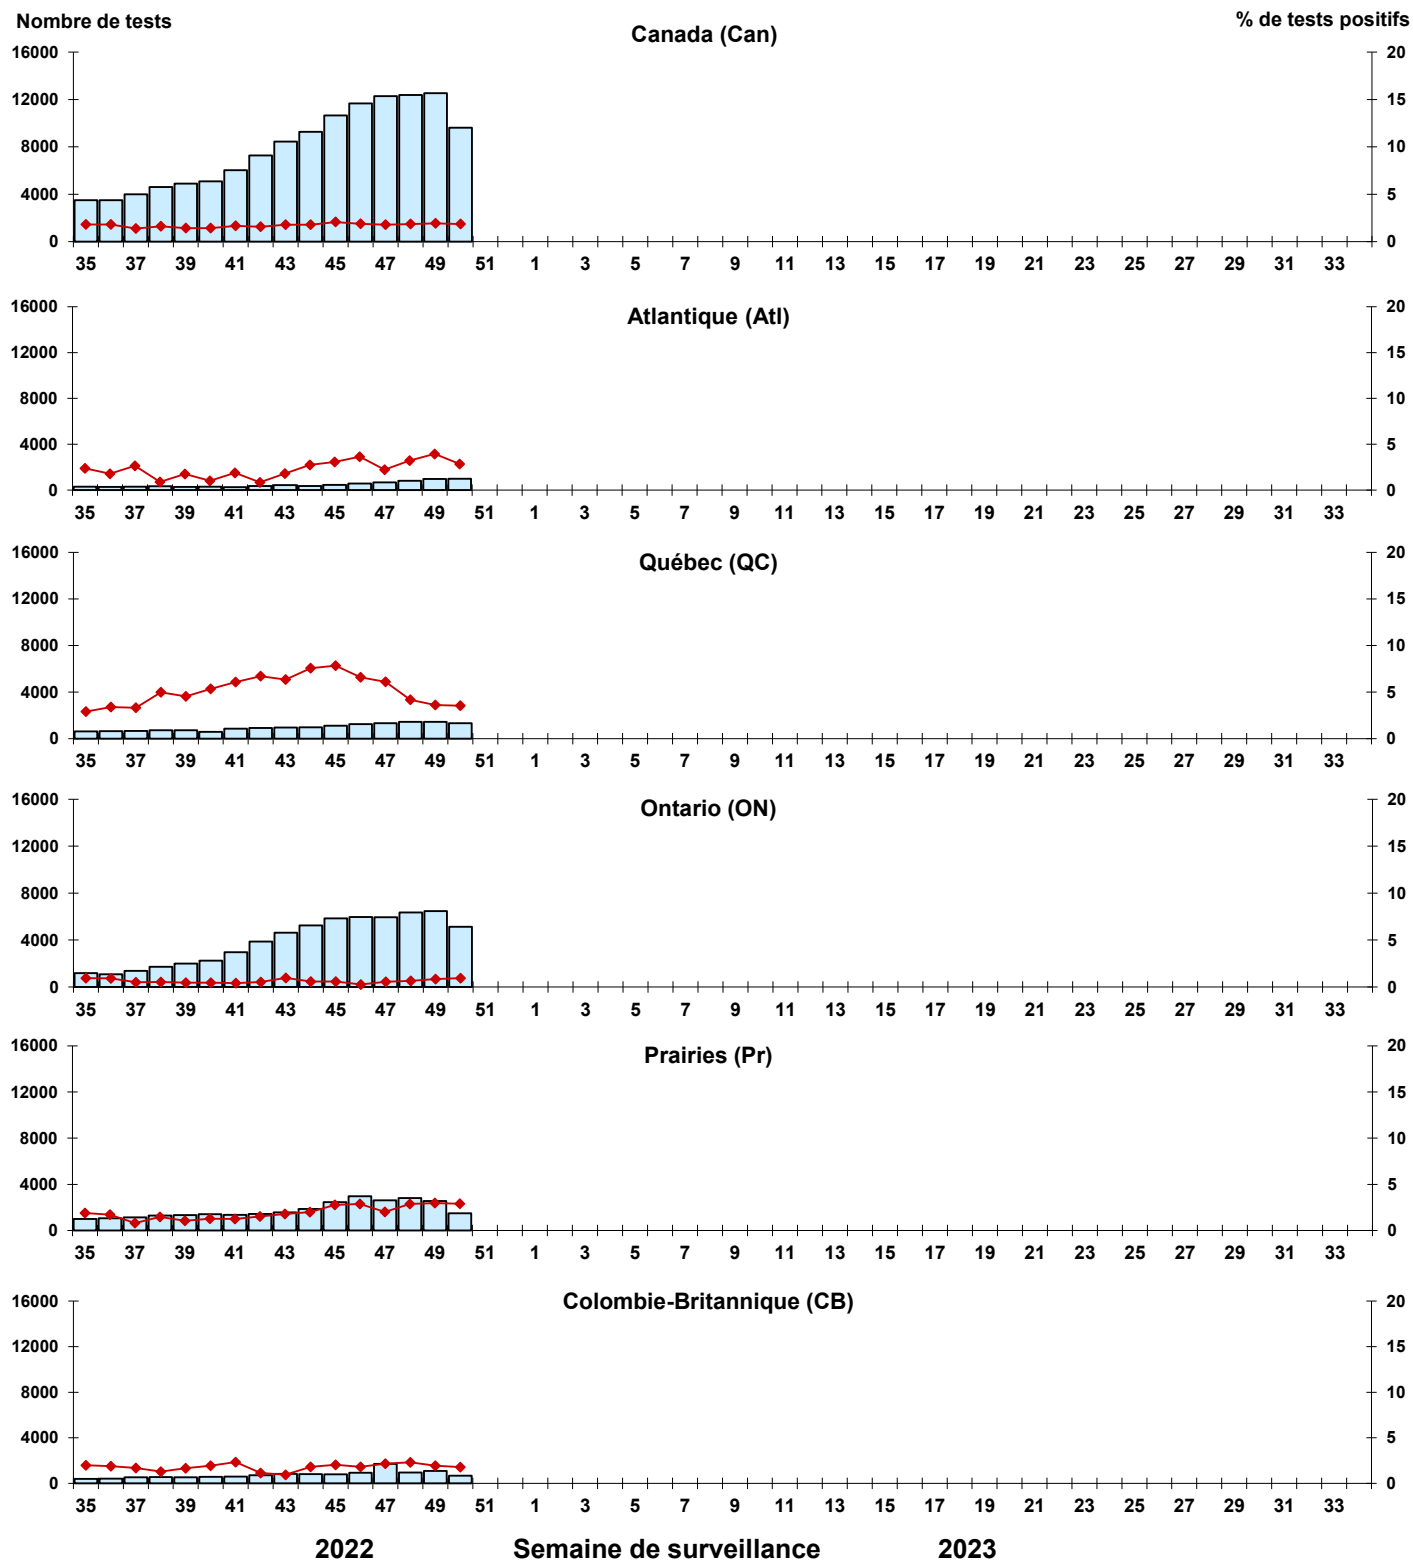 Nombre de tests % de tests positifs
Canada (Can)
16000 20
12000 15
8000 10
4000 5
0 0
35 37 39 41 43 45 47 49 51 1 3 5 7 9 11 13 15 17 19 21 23 25 27 29 31 33
Atlantique (Atl)
16000 20
12000 15
8000 10
4000 5
0 0
35 37 39 41 43 45 47 49 51 1 3 5 7 9 11 13 15 17 19 21 23 25 27 29 31 33
Québec (QC)
16000 20
12000 15
8000 10
4000 5
0 0
35 37 39 41 43 45 47 49 51 1 3 5 7 9 11 13 15 17 19 21 23 25 27 29 31 33
Ontario (ON)
16000 20
12000 15
8000 10
4000 5
0 0
35 37 39 41 43 45 47 49 51 1 3 5 7 9 11 13 15 17 19 21 23 25 27 29 31 33
Prairies (Pr)
16000 20
12000 15
8000 10
4000 5
0 0
35 37 39 41 43 45 47 49 51 1 3 5 7 9 11 13 15 17 19 21 23 25 27 29 31 33
Colombie-Britannique (CB)
16000 20
12000 15
8000 10
4000 5
0 0
35 37 39 41 43 45 47 49 51 1 3 5 7 9 11 13 15 17 19 21 23 25 27 29 31 33
2022 Semaine de surveillance 2023